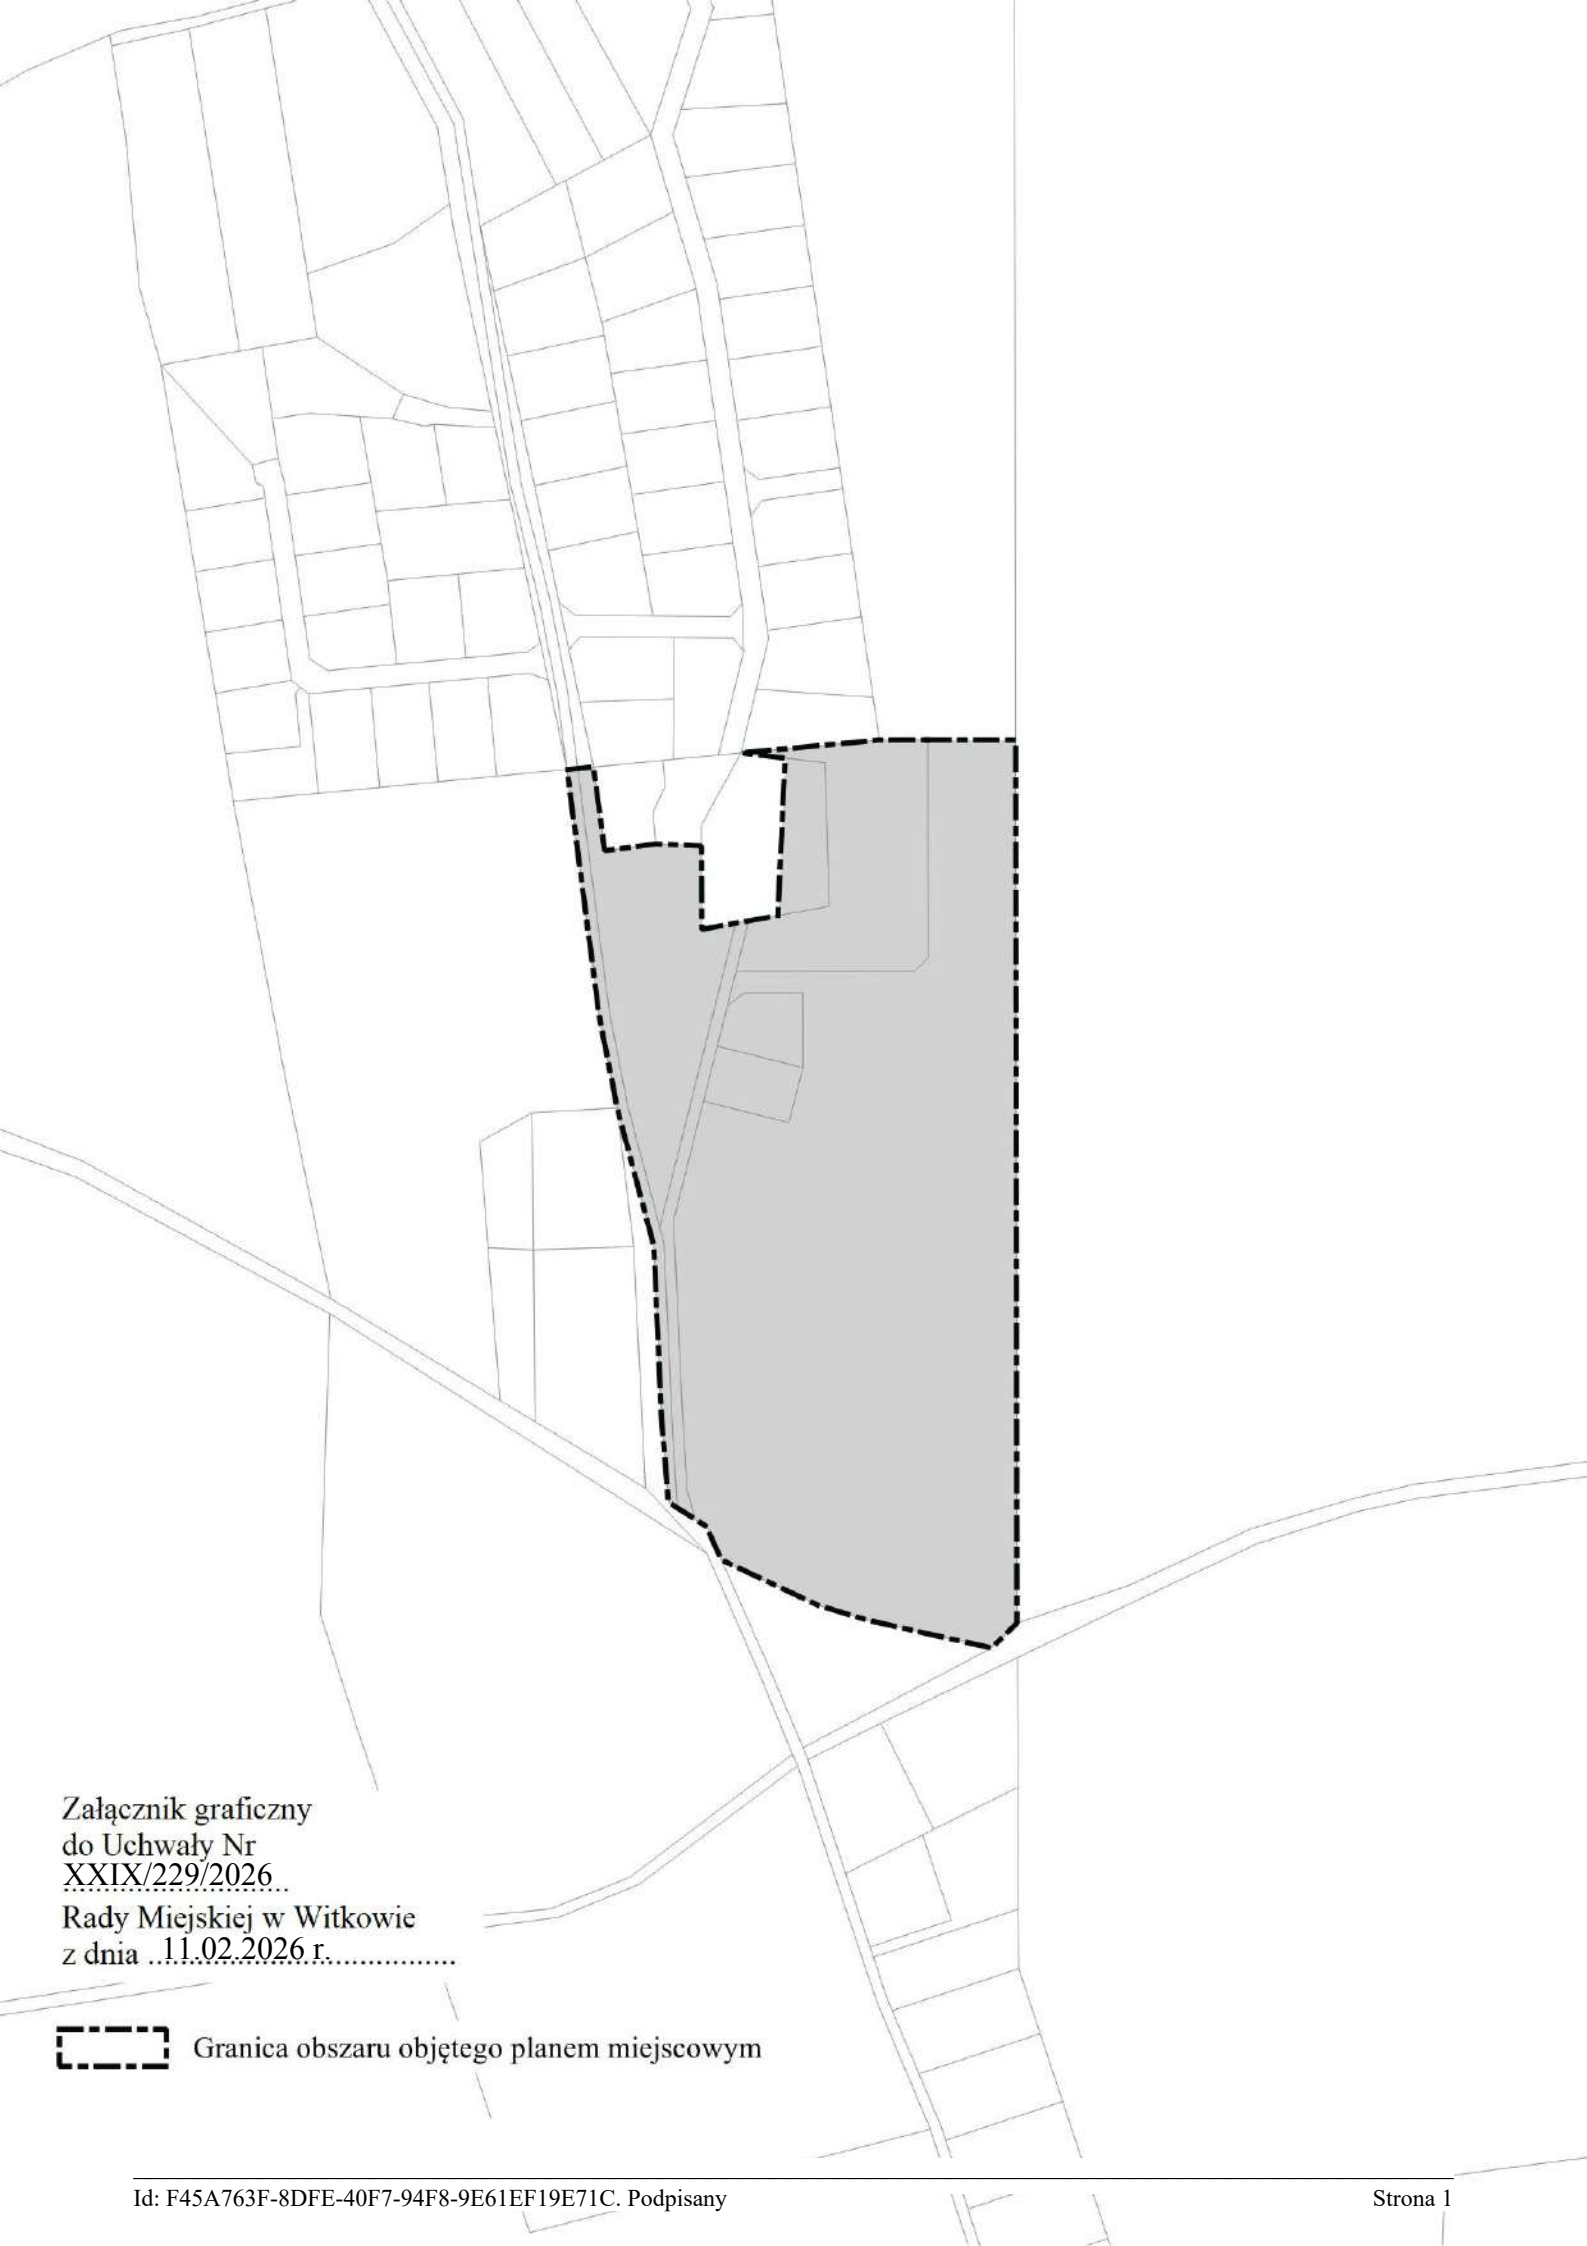 Załącznik graficzny
do Uchwały Nr
XXIX/229/2026
Rady Miejskiej w Witkowie
z dnia ..11.02.2026 r.................
Granica obszaru objętego planem miejscowym
Id: F45A763F-8DFE-40F7-94F8-9E61EF19E71C. Podpisany
Strona 1